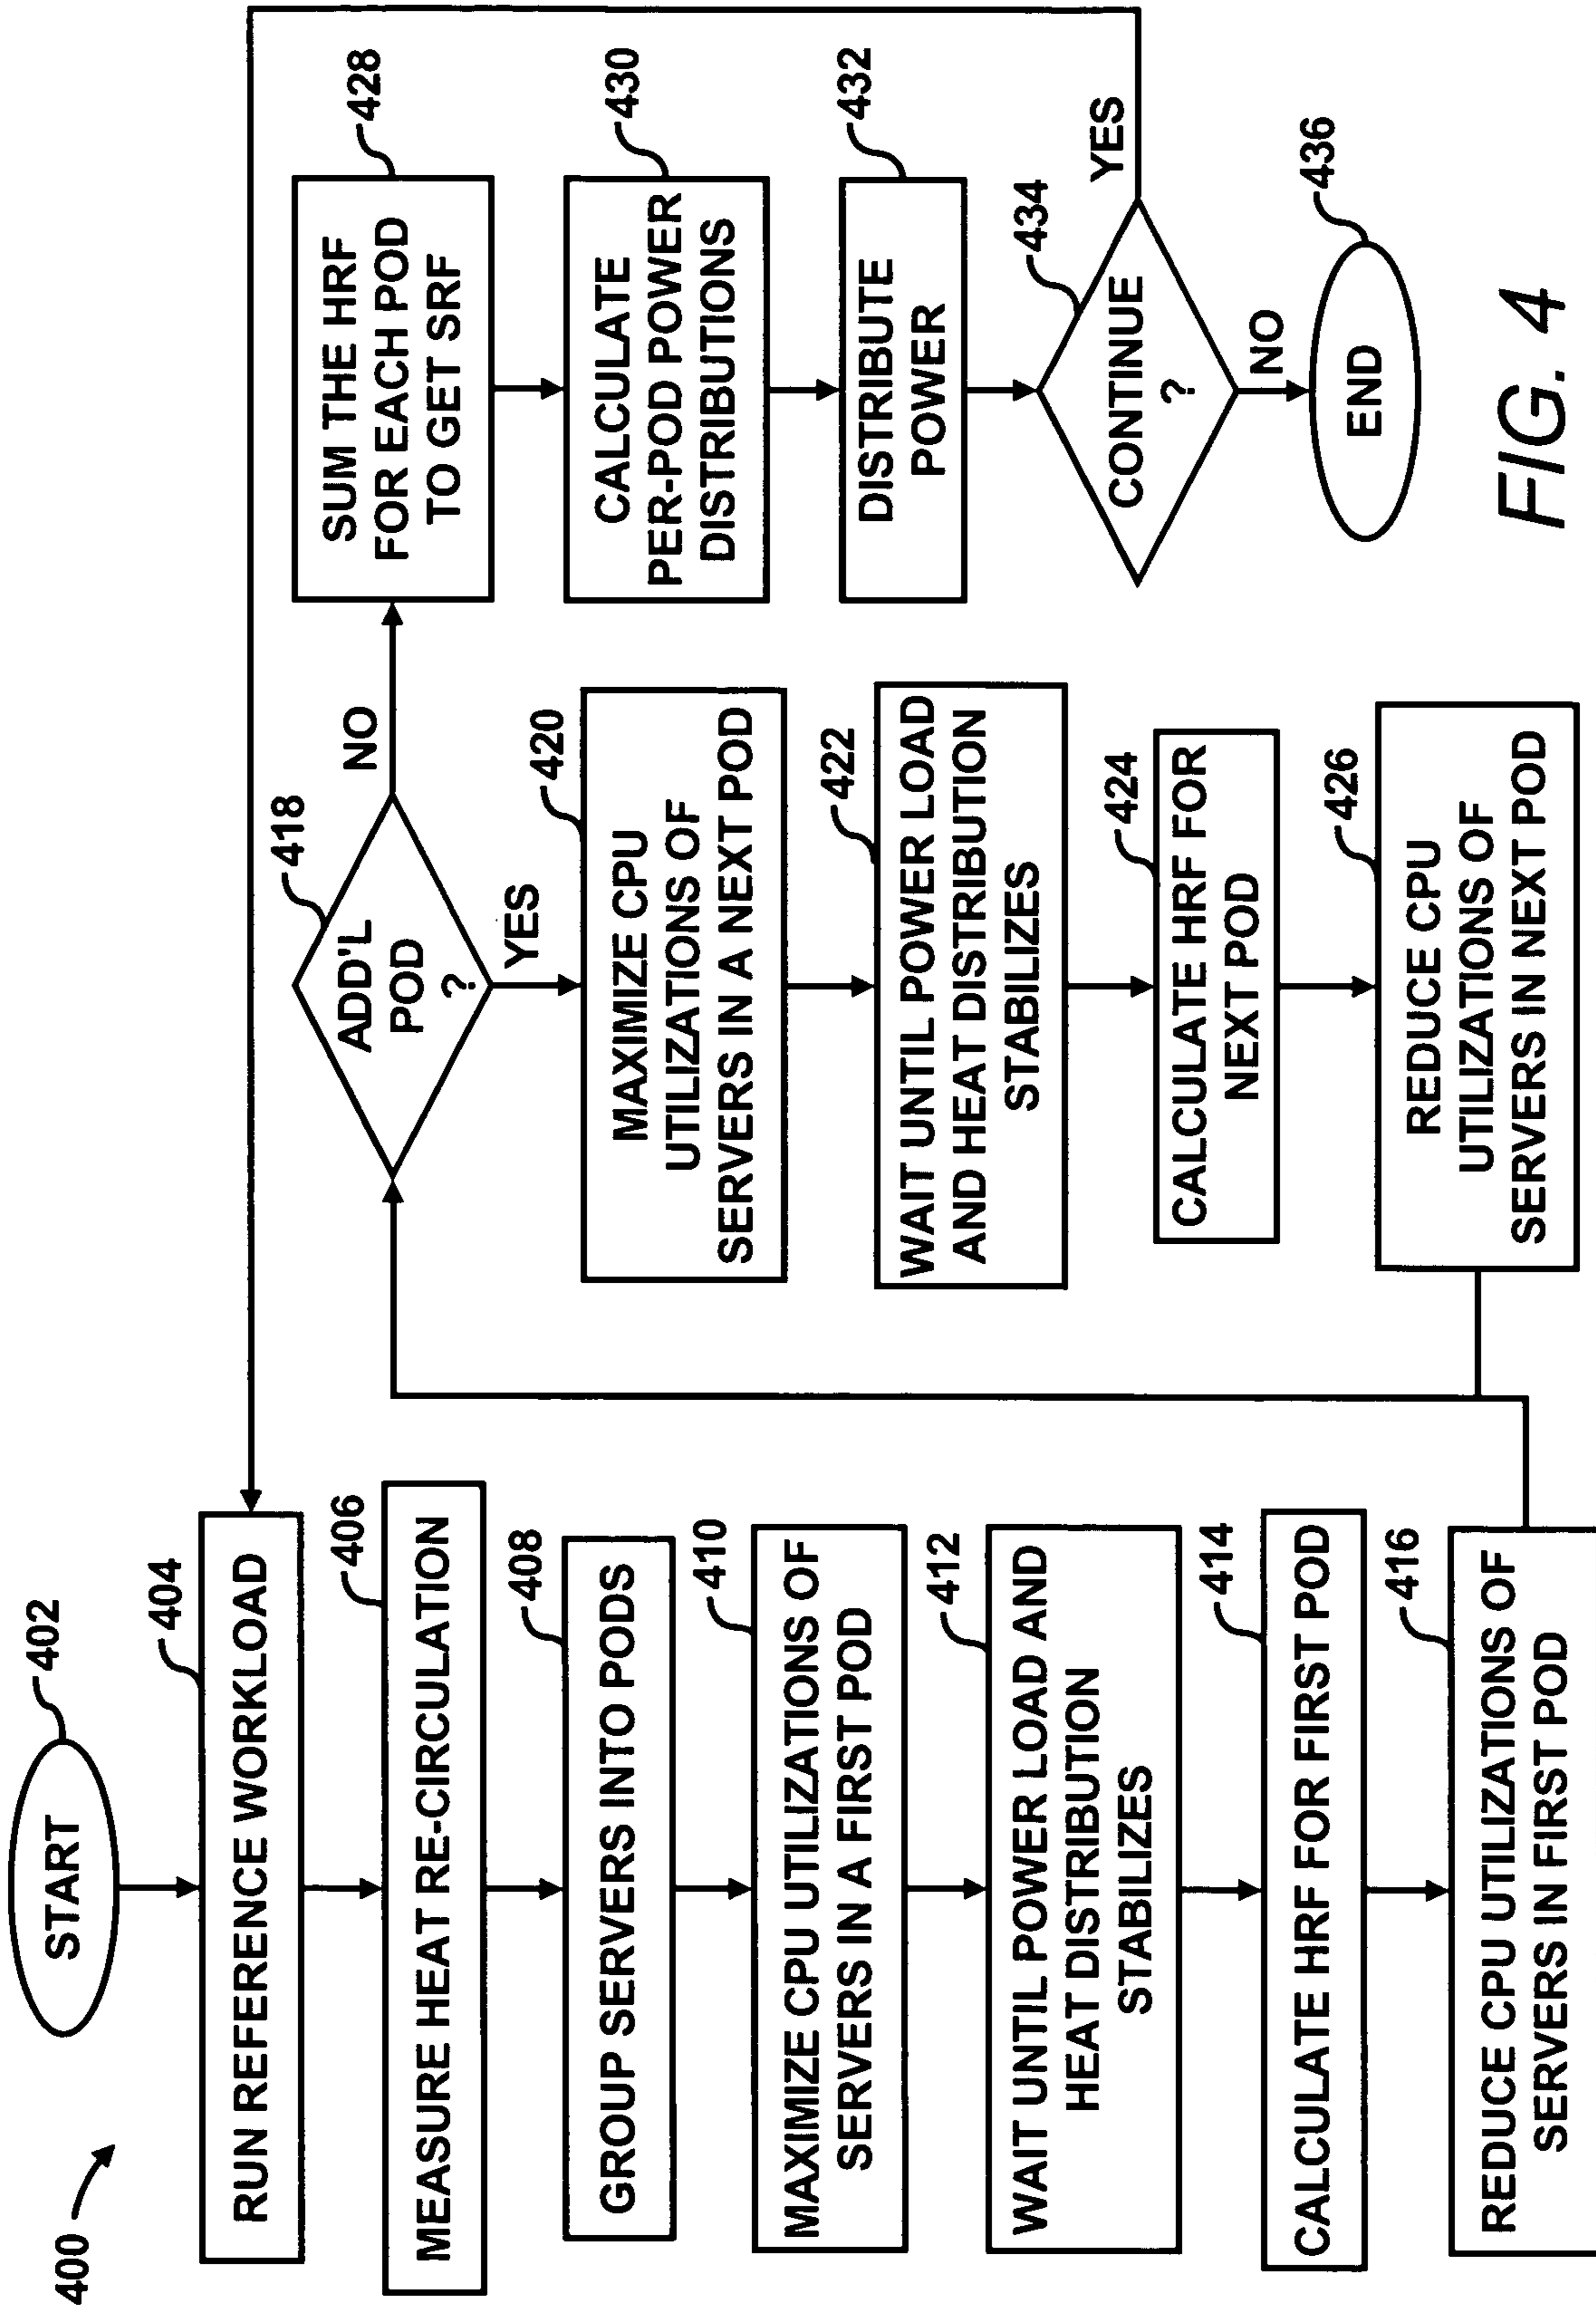 400
START
402
RUN REFERENCE WORKLOAD
404
MEASURE HEAT RE-CIRCULATION
406
GROUP SERVERS INTO PODS
408
MAXIMIZE CPU UTILIZATIONS OF
SERVERS IN A FIRST POD
410
WAIT UNTIL POWER LOAD AND
HEAT DISTRIBUTION
STABILIZES
412
CALCULATE HRF FOR FIRST POD
414
REDUCE CPU UTILIZATIONS OF
SERVERS IN FIRST POD
416
ADD'L
POD
?
418
YES
NO
MAXIMIZE CPU
UTILIZATIONS OF
SERVERS IN A NEXT POD
420
WAIT UNTIL POWER LOAD
AND HEAT DISTRIBUTION
STABILIZES
422
CALCULATE HRF FOR
NEXT POD
424
REDUCE CPU
UTILIZATIONS OF
SERVERS IN NEXT POD
426
SUM THE HRF
FOR EACH POD
TO GET SRF
428
CALCULATE
PER-POD POWER
DISTRIBUTIONS
430
DISTRIBUTE
POWER
432
CONTINUE
?
434
YES
NO
END
436
FIG. 4